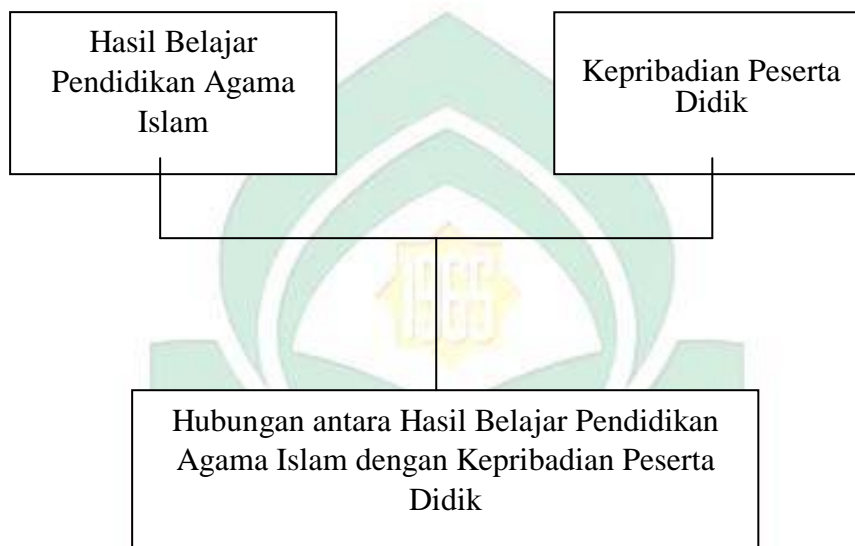 Hasil Belajar
Pendidikan Agama
Islam
Kepribadian Peserta
Didik
1965
Hubungan antara Hasil Belajar Pendidikan
Agama Islam dengan Kepribadian Peserta
Didik